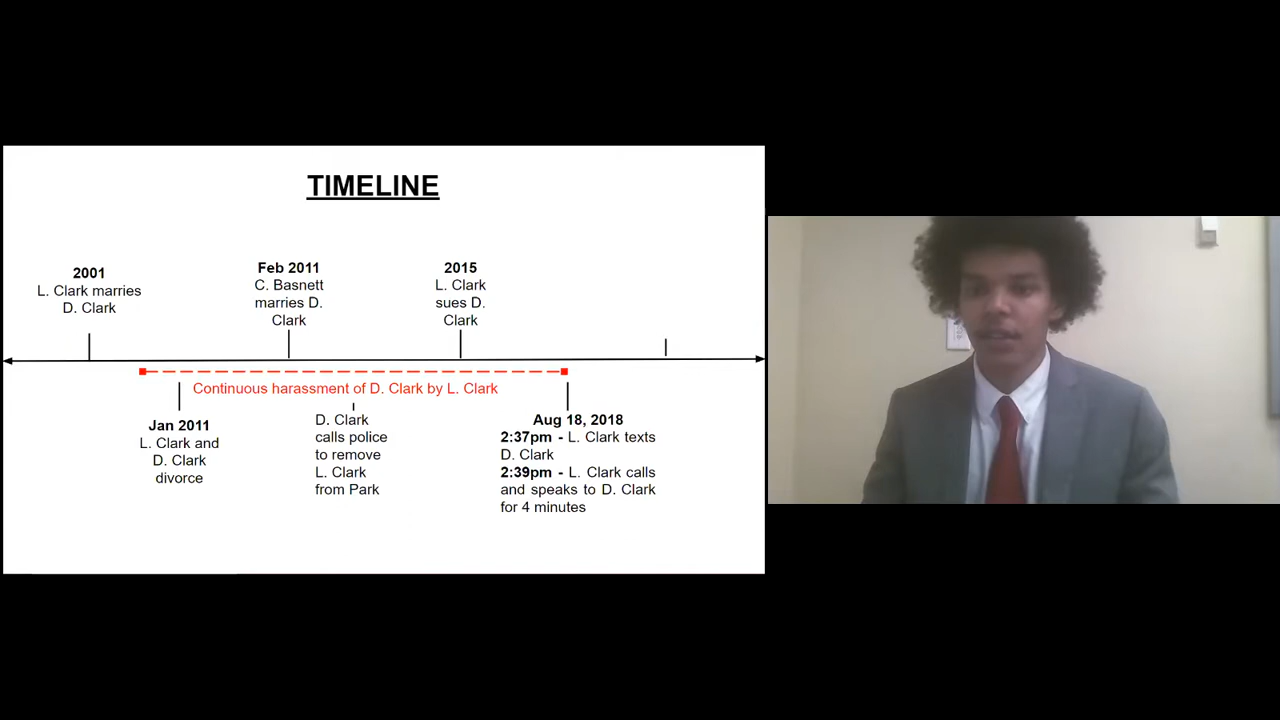 TIMELINE
2001
L. Clark marries
D. Clark
Feb 2011
C. Basnett
marries D.
Clark
2015
L. Clark
sues D.
Clark
Continuous harassment of D. Clark by L. Clark
Jan 2011
L. Clark and
D. Clark
divorce
D. Clark
calls police
to remove
L. Clark
from Park
Aug 18, 2018
2:37pm - L. Clark texts
D. Clark
2:39pm - L. Clark calls
and speaks to D. Clark
for 4 minutes